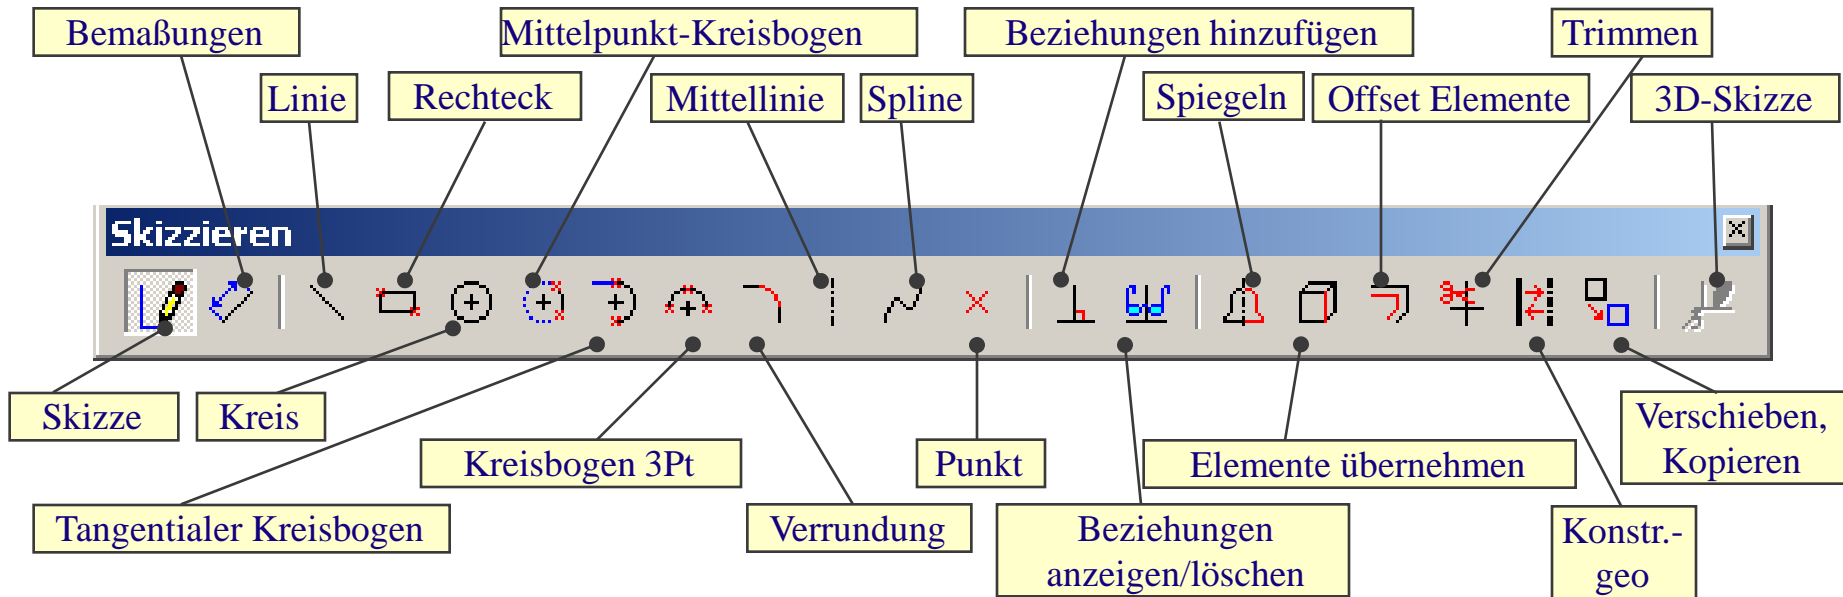 Bemaßungen
Mittelpunkt-Kreisbogen
Beziehungen hinzufügen
Trimmen
Linie
Rechteck
Mittellinie
Spline
Spiegeln
Offset Elemente
3D-Skizze
Skizzieren
Skizze
Kreis
Kreisbogen 3Pt
Punkt
Elemente übernehmen
Verschieben,
Kopieren
Tangentialer Kreisbogen
Verrundung
Beziehungen
anzeigen/löschen
Konstr.-
geo